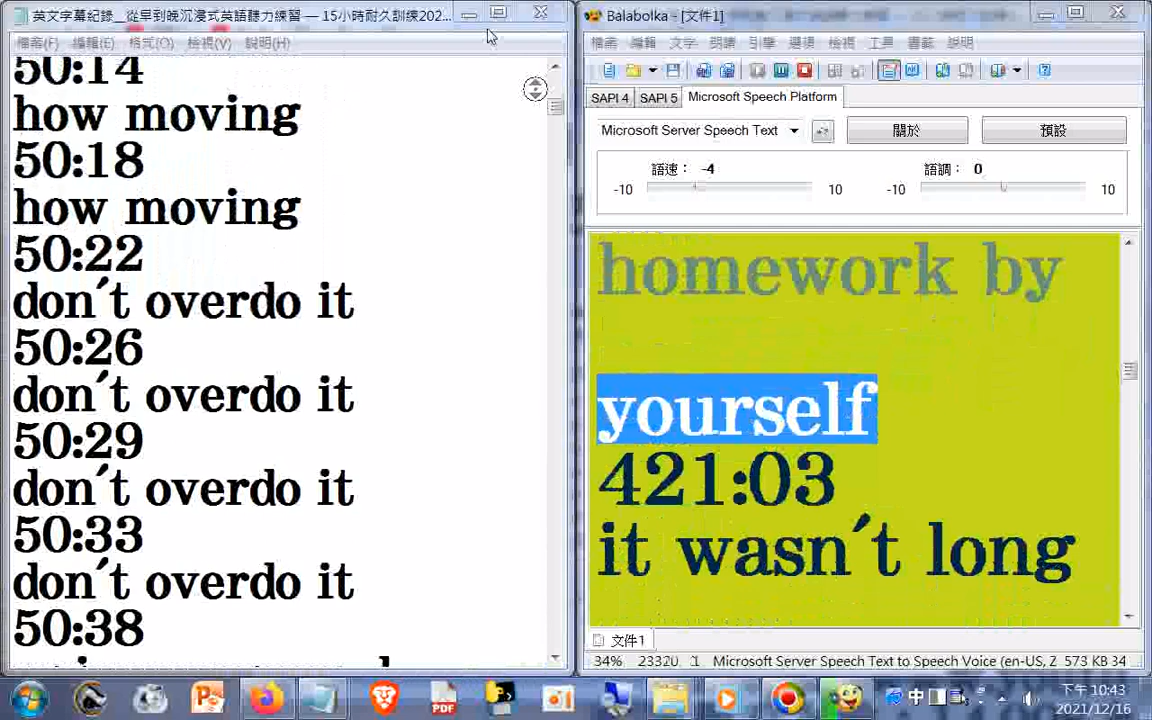 英文字幕紀錄__從早到晚沉浸式英語聽力練習 — 15小時耐久訓練202...
檔案(F) 編輯(E) 格式(O) 檢視(V) 說明(H)
50:14
how moving
50:18
how moving
50:22
don't overdo it
50:26
don't overdo it
50:29
don't overdo it
50:33
don't overdo it
50:38
Balabolka - [文件1]
檔案 編輯 文字 朗讀 引擎 選項 檢視 工具 書籤 說明
SAPI 4 SAPI 5 Microsoft Speech Platform
Microsoft Server Speech Text 關於 預設
語速： -4 語調： 0
-10 10 -10 10
homework by
yourself
421:03
it wasn't long
文件1
34% 23320 :1 Microsoft Server Speech Text to Speech Voice (en-US, Z 573 KB 34
PDF
中
下午 10:43
2021/12/16